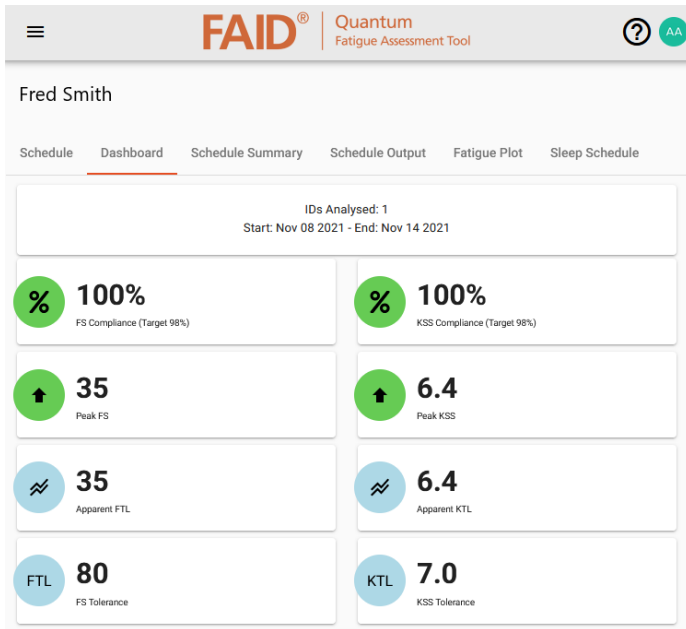 FAID®
Quantum
Fatigue Assessment Tool
?
AA
Fred Smith
Schedule Dashboard Schedule Summary Schedule Output Fatigue Plot Sleep Schedule
IDs Analysed: 1
Start: Nov 08 2021 - End: Nov 14 2021
%
100%
FS Compliance (Target 98%)
%
100%
KSS Compliance (Target 98%)
35
Peak FS
6.4
Peak KSS
35
Apparent FTL
6.4
Apparent KTL
FTL
80
FS Tolerance
KTL
7.0
KSS Tolerance